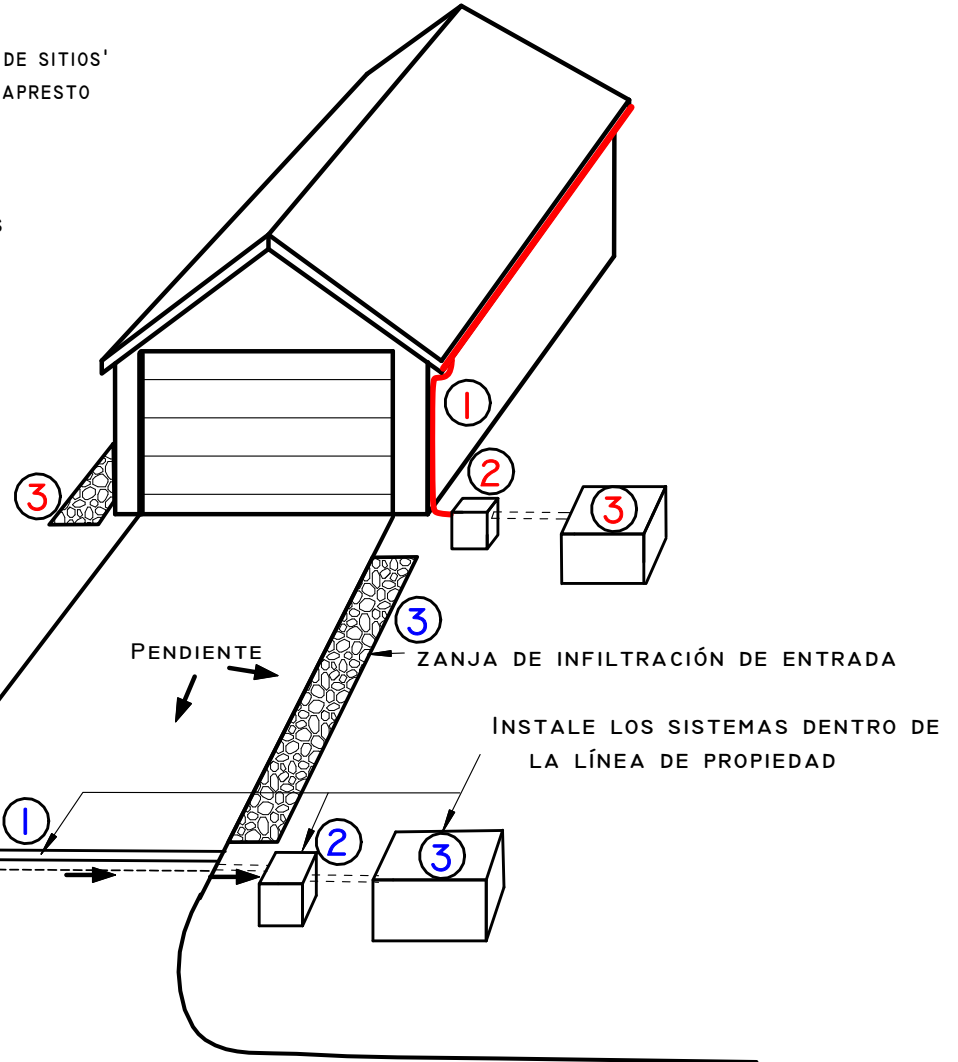 DE SITIOS'
APRESTO
S
1
2
3
3
3
PENDIENTE
ZANJA DE INFILTRACIÓN DE ENTRADA
INSTALE LOS SISTEMAS DENTRO DE
LA LÍNEA DE PROPIEDAD
1
2
3